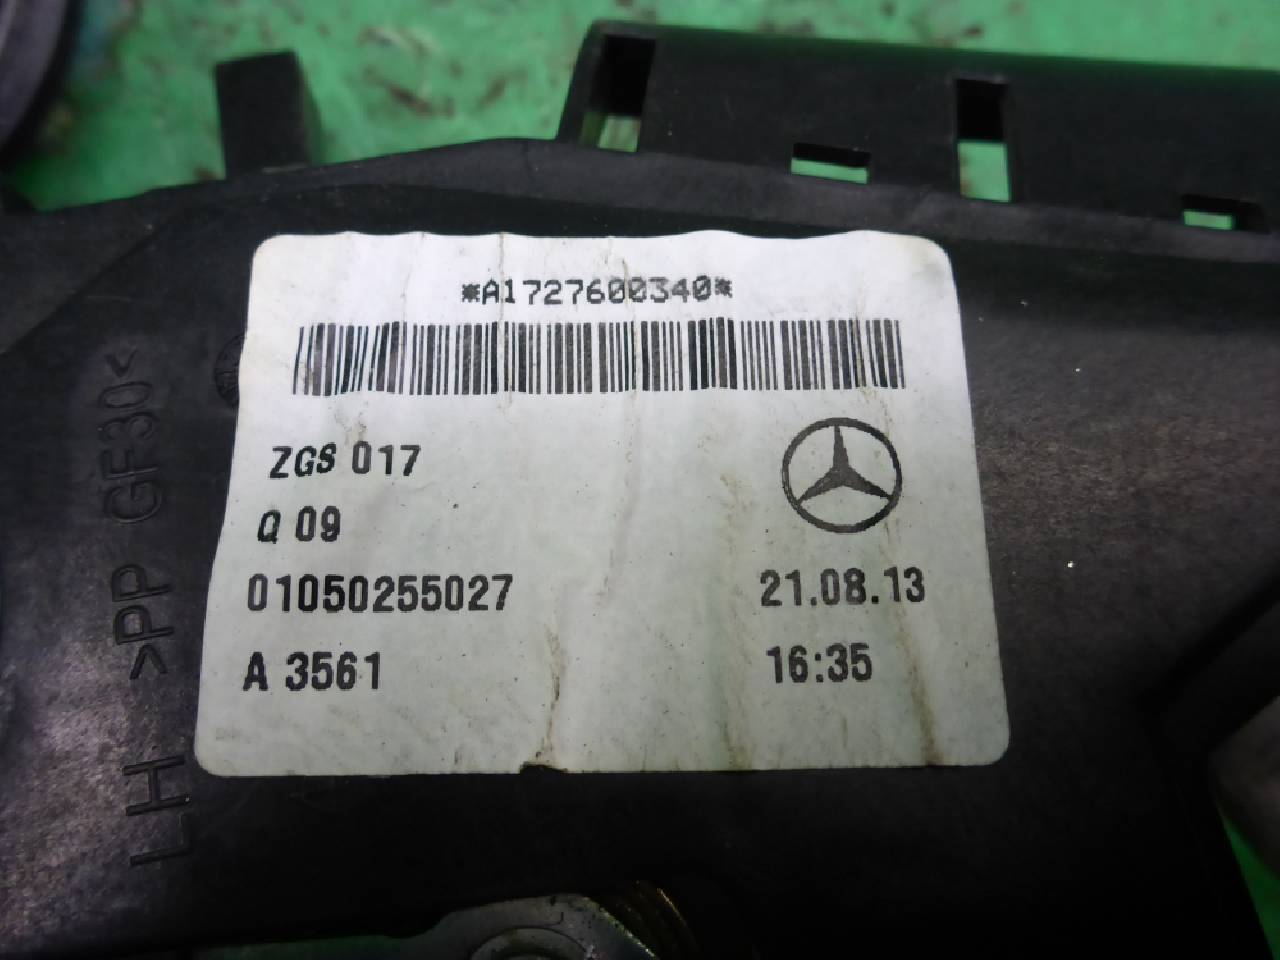 *A1727600340*
ZGS 017
Q 09
01050255027
21.08.13
A 3561
16:35
LH >PP GF30<